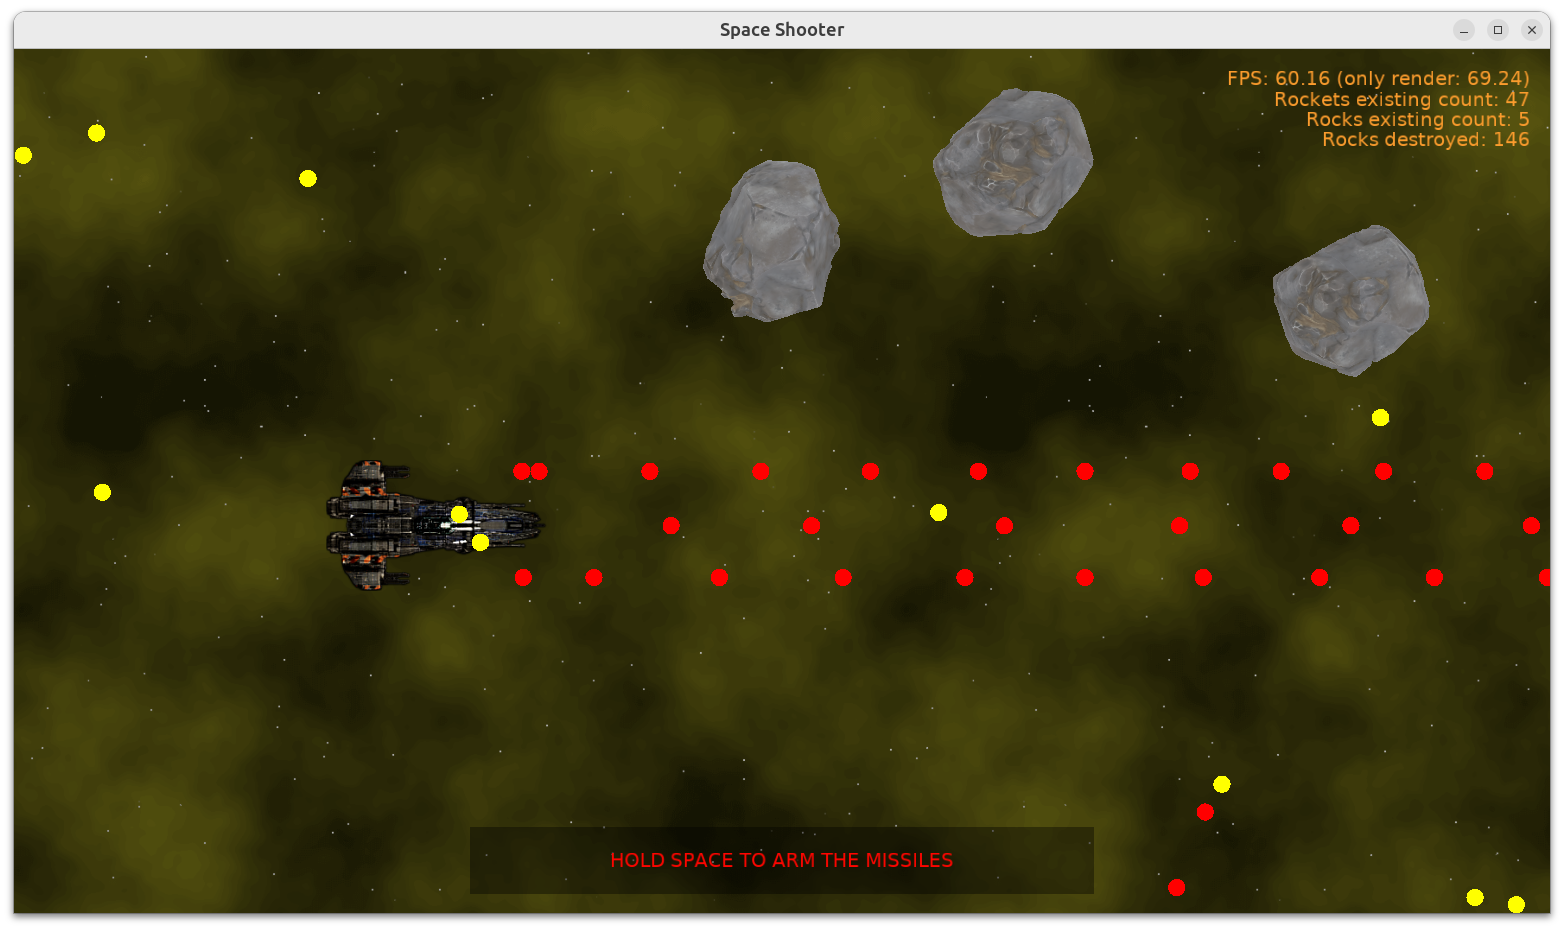 Space Shooter
FPS: 60.16 (only render: 69.24)
Rockets existing count: 47
Rocks existing count: 5
Rocks destroyed: 146
HOLD SPACE TO ARM THE MISSILES